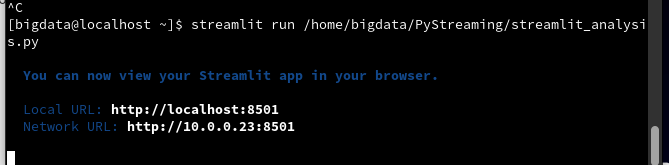 ^C
[bigdata@localhost ~]$ streamlit run /home/bigdata/PyStreaming/streamlit_analysi
s.py
You can now view your Streamlit app in your browser.
Local URL: http://localhost:8501
Network URL: http://10.0.0.23:8501